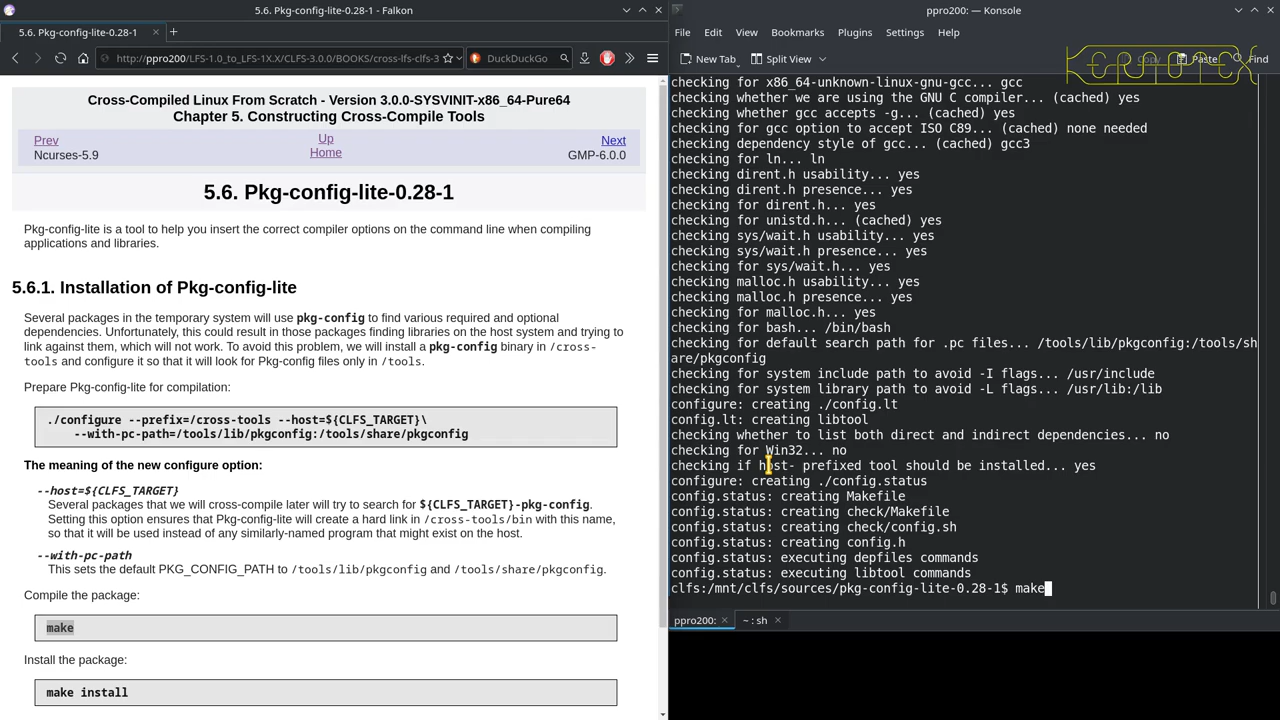 5.6. Pkg-config-lite-0.28-1 - Falkon
5.6. Pkg-config-lite-0.28-1
http://ppro200/LFS-1.0_to_LFS-1X.X/CLFS-3.0.0/BOOKS/cross-lfs-clfs-3
DuckDuckGo
Cross-Compiled Linux From Scratch - Version 3.0.0-SYSVINIT-x86_64-Pure64
Chapter 5. Constructing Cross-Compile Tools
Prev
Up
Next
Ncurses-5.9
Home
GMP-6.0.0
5.6. Pkg-config-lite-0.28-1
Pkg-config-lite is a tool to help you insert the correct compiler options on the command line when compiling
applications and libraries.
5.6.1. Installation of Pkg-config-lite
Several packages in the temporary system will use pkg-config to find various required and optional
dependencies. Unfortunately, this could result in those packages finding libraries on the host system and trying to
link against them, which will not work. To avoid this problem, we will install a pkg-config binary in /cross-
tools and configure it so that it will look for Pkg-config files only in /tools.
Prepare Pkg-config-lite for compilation:
./configure --prefix=/cross-tools --host=${CLFS_TARGET}\
--with-pc-path=/tools/lib/pkgconfig:/tools/share/pkgconfig
The meaning of the new configure option:
--host=${CLFS_TARGET}
Several packages that we will cross-compile later will try to search for ${CLFS_TARGET}-pkg-config.
Setting this option ensures that Pkg-config-lite will create a hard link in /cross-tools/bin with this name,
so that it will be used instead of any similarly-named program that might exist on the host.
--with-pc-path
This sets the default PKG_CONFIG_PATH to /tools/lib/pkgconfig and /tools/share/pkgconfig.
Compile the package:
make
Install the package:
make install
ppro200: — Konsole
File Edit View Bookmarks Plugins Settings Help
New Tab Split View Copy Paste Find
checking for x86_64-unknown-linux-gnu-gcc... gcc
checking whether we are using the GNU C compiler... (cached) yes
checking whether gcc accepts -g... (cached) yes
checking for gcc option to accept ISO C89... (cached) none needed
checking dependency style of gcc... (cached) gcc3
checking for ln... ln
checking dirent.h usability... yes
checking dirent.h presence... yes
checking for dirent.h... yes
checking for unistd.h... (cached) yes
checking sys/wait.h usability... yes
checking sys/wait.h presence... yes
checking for sys/wait.h... yes
checking malloc.h usability... yes
checking malloc.h presence... yes
checking for malloc.h... yes
checking for bash... /bin/bash
checking for default search path for .pc files... /tools/lib/pkgconfig:/tools/sh
are/pkgconfig
checking for system include path to avoid -I flags... /usr/include
checking for system library path to avoid -L flags... /usr/lib:/lib
configure: creating ./config.lt
config.lt: creating libtool
checking whether to list both direct and indirect dependencies... no
checking for Win32... no
checking if host- prefixed tool should be installed... yes
configure: creating ./config.status
config.status: creating Makefile
config.status: creating check/Makefile
config.status: creating check/config.sh
config.status: creating config.h
config.status: executing depfiles commands
config.status: executing libtool commands
clfs:/mnt/clfs/sources/pkg-config-lite-0.28-1$ make
ppro200:
~ : sh